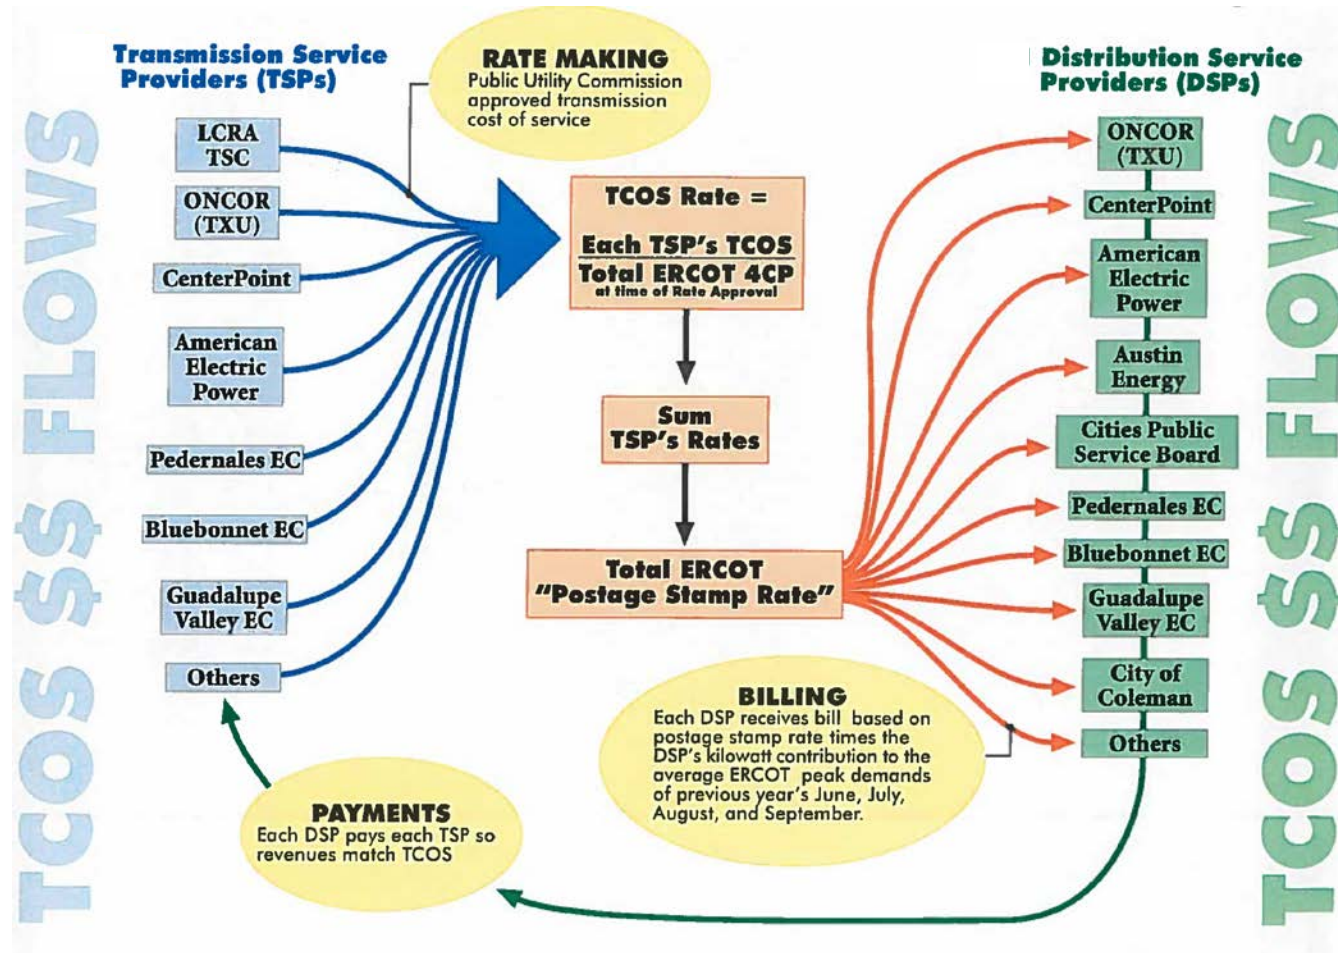 TCOS $$ FLOWS
Transmission Service
Providers (TSPs)
LCRA
TSC
ONCOR
(TXU)
CenterPoint
American
Electric
Power
Pedernales EC
Bluebonnet EC
Guadalupe
Valley EC
Others
RATE MAKING
Public Utility Commission
approved transmission
cost of service
TCOS Rate =
Each TSP's TCOS
Total ERCOT 4CP
at time of Rate Approval
Sum
TSP's Rates
Total ERCOT
"Postage Stamp Rate"
BILLING
Each DSP receives bill based on
postage stamp rate times the
DSP's kilowatt contribution to the
average ERCOT peak demands
of previous year's June, July,
August, and September.
PAYMENTS
Each DSP pays each TSP so
revenues match TCOS
Distribution Service
Providers (DSPs)
ONCOR
(TXU)
CenterPoint
American
Electric
Power
Austin
Energy
Cities Public
Service Board
Pedernales EC
Bluebonnet EC
Guadalupe
Valley EC
City of
Coleman
Others
TCOS $$ FLOWS